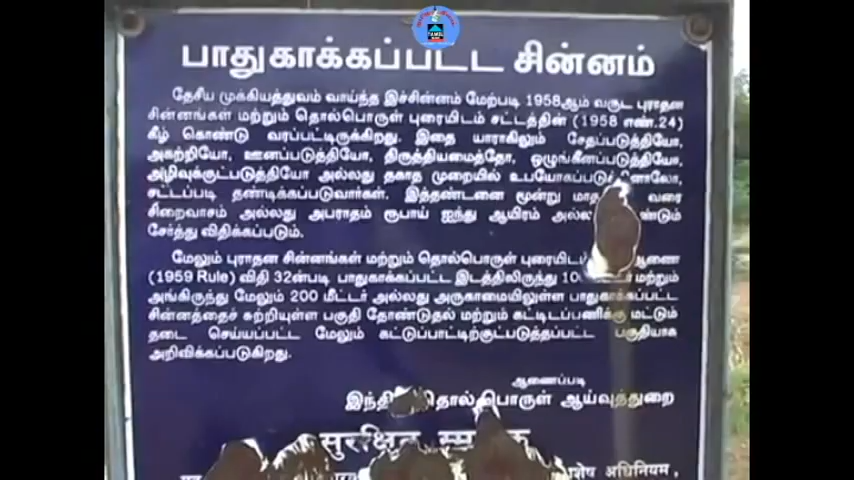 பாதுகாக்கப்பட்ட சின்னம்
தேசிய முக்கியத்துவம் வாய்ந்த இச்சின்னம் மேற்படி 1958ஆம் வருட புராதன
சின்னங்கள் மற்றும் தொல்பொருள் புரையிடம் சட்டத்தின் (1958 எண்.24)
கீழ் கொண்டு வரப்பட்டிருக்கிறது. இதை யாராகிலும் சேதப்படுத்தியோ,
அகற்றியோ, ஊனப்படுத்தியோ, திருத்தியமைத்தோ, ஒழுங்கீனப்படுத்தியோ,
அழிவுக்குட்படுத்தியோ அல்லது தகாத முறையில்
சட்டப்படி தண்டிக்கப்படுவார்கள். இத்தண்டனை மூன்று வரை
சிறைவாசம் அல்லது அபராதம் ரூபாய் ஐந்து ஆயிரம்
சேர்த்து விதிக்கப்படும்.
மேலும் புராதன சின்னங்கள் மற்றும் தொல்பொருள்
(1959 Rule) விதி 32ன்படி பாதுகாக்கப்பட்ட இடத்திலிருந்து மற்றும்
அங்கிருந்து மேலும் 200 மீட்டர் அல்லது அருகாமையிலுள்ள பாதுகாக்கப்பட்ட
சின்னத்தைச் சுற்றியுள்ள பகுதி தோண்டுதல் மற்றும் கட்டிடப்பணிக்கு மட்டும்
தடை செய்யப்பட்ட மேலும் கட்டுப்பாட்டிற்குட்படுத்தப்பட்ட பகுதியாக
அறிவிக்கப்படுகிறது.
ஆணைப்படி
ஆய்வுத்துறை
सुरक्षित
अधिनियम,